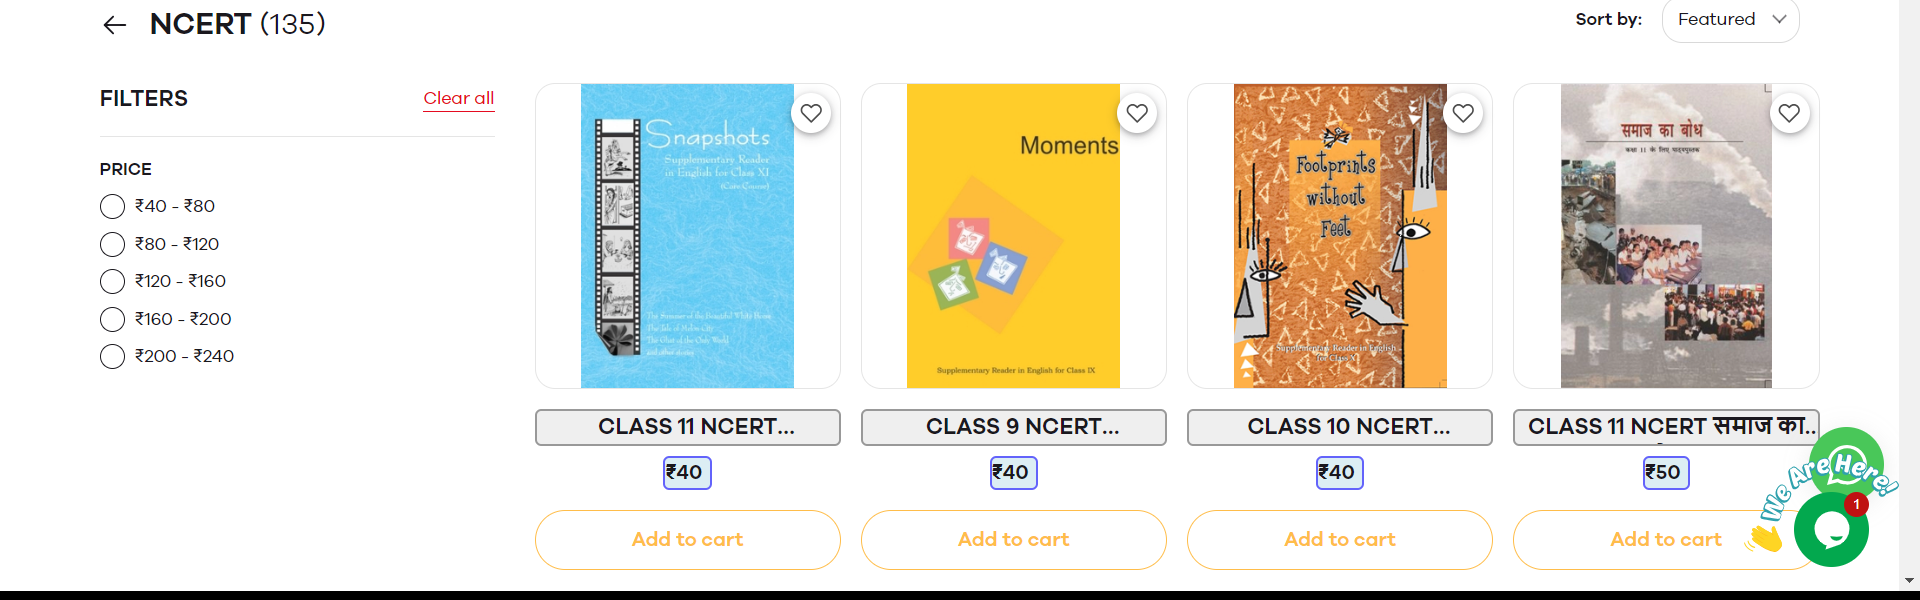 NCERT (135)
Sort by: Featured
FILTERS
Clear all
PRICE
₹40 - ₹80
₹80 - ₹120
₹120 - ₹160
₹160 - ₹200
₹200 - ₹240
Snapshots
Supplementary Reader
in English for Class XI
(Core Course)
The Summer of the Beautiful White Horse
The Tale of Melon City
The Ghat of the Only World
and other stories
CLASS 11 NCERT...
₹40
Add to cart
Moments
Supplementary Reader in English for Class IX
CLASS 9 NCERT...
₹40
Add to cart
Footprints
without
Feet
Supplementary Reader in English
for Class X
CLASS 10 NCERT...
₹40
Add to cart
समाज का बोध
कक्षा 11 के लिए पाठ्यपुस्तक
CLASS 11 NCERT समाज का..
₹50
Add to cart
We Are Here!
1